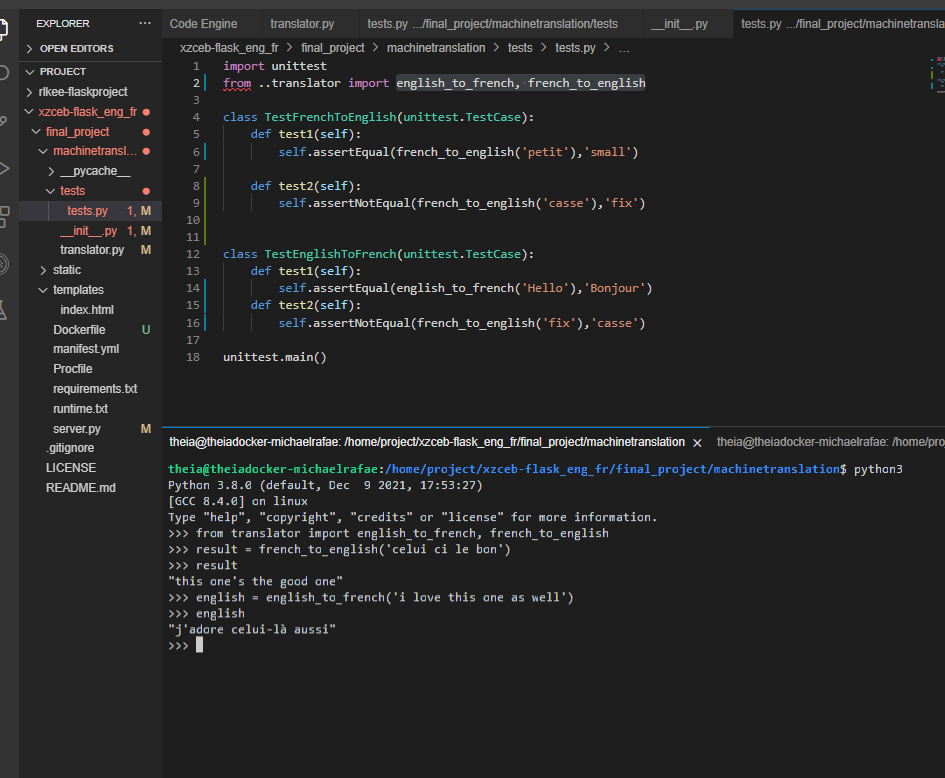 EXPLORER ...
OPEN EDITORS
PROJECT
rlkee-flaskproject
xzceb-flask_eng_fr
final_project
machinetransl...
__pycache__
tests
tests.py 1, M
__init__.py 1, M
translator.py M
static
templates
index.html
Dockerfile U
manifest.yml
Procfile
requirements.txt
runtime.txt
server.py M
.gitignore
LICENSE
README.md
Code Engine translator.py tests.py .../final_project/machinetranslation/tests __init__.py tests.py .../final_project/machinetransla
xzceb-flask_eng_fr > final_project > machinetranslation > tests > tests.py > ...
1 import unittest
2 from ..translator import english_to_french, french_to_english
3
4 class TestFrenchToEnglish(unittest.TestCase):
5     def test1(self):
6         self.assertEqual(french_to_english('petit'),'small')
7
8     def test2(self):
9         self.assertNotEqual(french_to_english('casse'),'fix')
10
11
12 class TestEnglishToFrench(unittest.TestCase):
13     def test1(self):
14         self.assertEqual(english_to_french('Hello'),'Bonjour')
15     def test2(self):
16         self.assertNotEqual(french_to_english('fix'),'casse')
17
18 unittest.main()
theia@theiadocker-michaelrafae: /home/project/xzceb-flask_eng_fr/final_project/machinetranslation × theia@theiadocker-michaelrafae: /home/pro
theia@theiadocker-michaelrafae:/home/project/xzceb-flask_eng_fr/final_project/machinetranslation$ python3
Python 3.8.0 (default, Dec  9 2021, 17:53:27)
[GCC 8.4.0] on linux
Type "help", "copyright", "credits" or "license" for more information.
>>> from translator import english_to_french, french_to_english
>>> result = french_to_english('celui ci le bon')
>>> result
"this one's the good one"
>>> english = english_to_french('i love this one as well')
>>> english
"j'adore celui-là aussi"
>>>